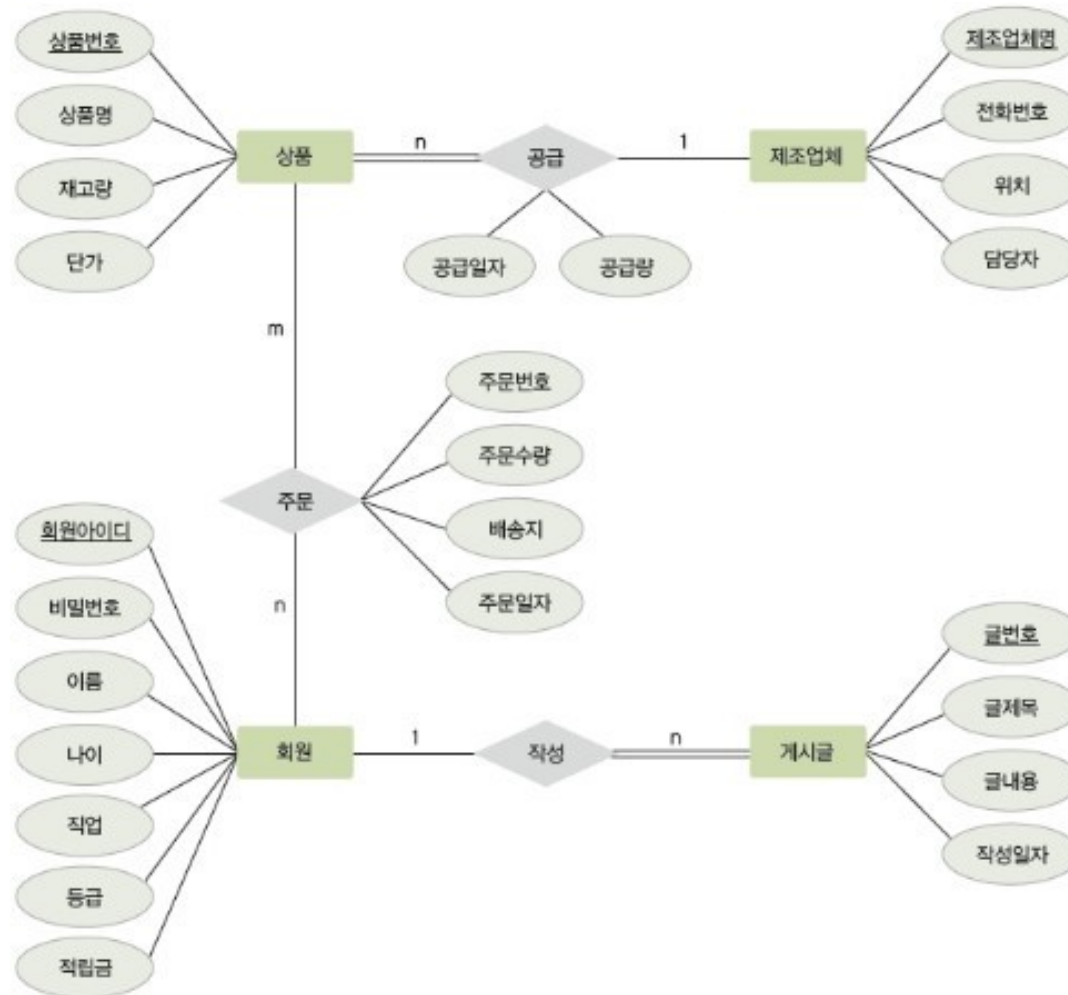 상품번호
상품명
재고량
단가
상품
n
공급
1
제조업체
제조업체명
전화번호
위치
담당자
공급일자
공급량
m
주문번호
주문수량
배송지
주문일자
주문
n
회원아이디
비밀번호
이름
나이
직업
등급
적립금
회원
1
작성
n
게시글
글번호
글제목
글내용
작성일자